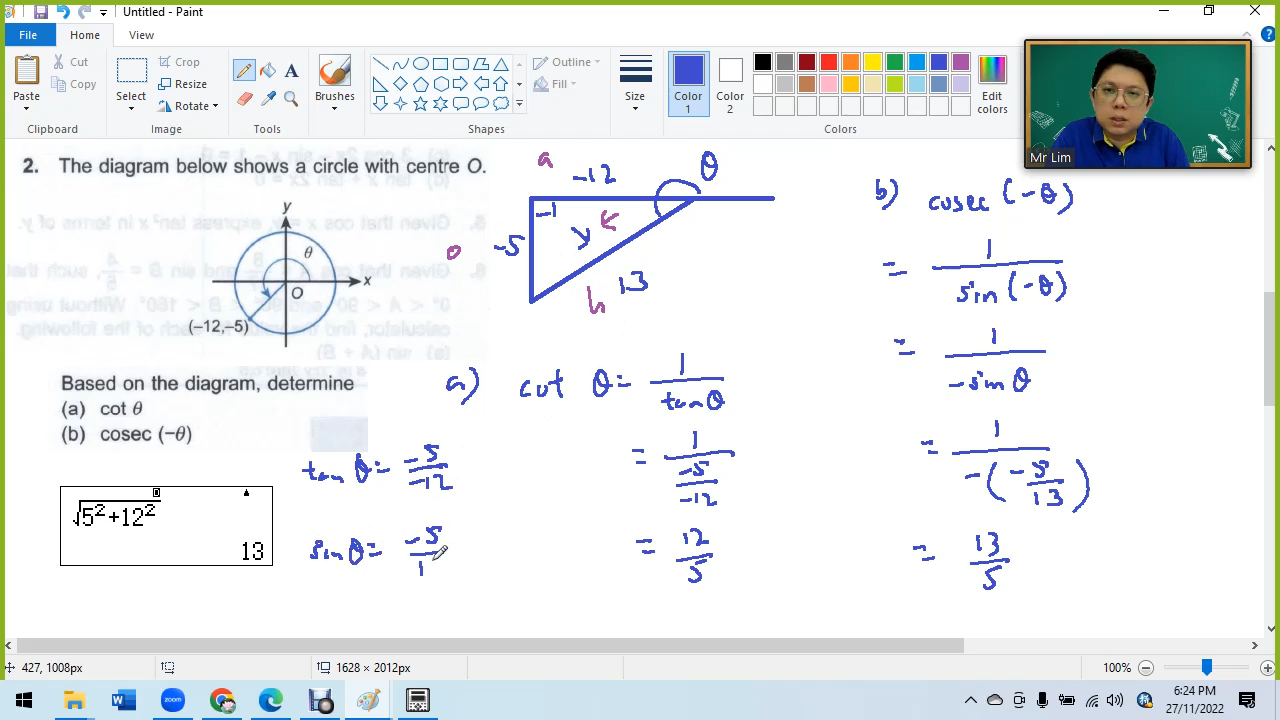 Untitled - Paint
File
Home
View
Paste
Cut
Copy
Clipboard
Select
Crop
Resize
Rotate
Image
Tools
Brushes
Shapes
Outline
Fill
Size
Color 1
Color 2
Edit colors
Colors
Mr Lim
2. The diagram below shows a circle with centre O.
y
θ
x
O
(−12,−5)
Based on the diagram, determine
(a) cot θ
(b) cosec (−θ)
√5²+12²
13
a
-12
θ
-1
o
-5
13
h
tan θ = -5/-12
sin θ = -5/1
a) cot θ = 1/tan θ
= 1/(-5/-12)
= 12/5
b) cosec (-θ)
= 1/sin (-θ)
= 1/-sin θ
= 1/-(-5/13)
= 13/5
427, 1008px
1628 × 2012px
100%
zoom
6:24 PM
27/11/2022